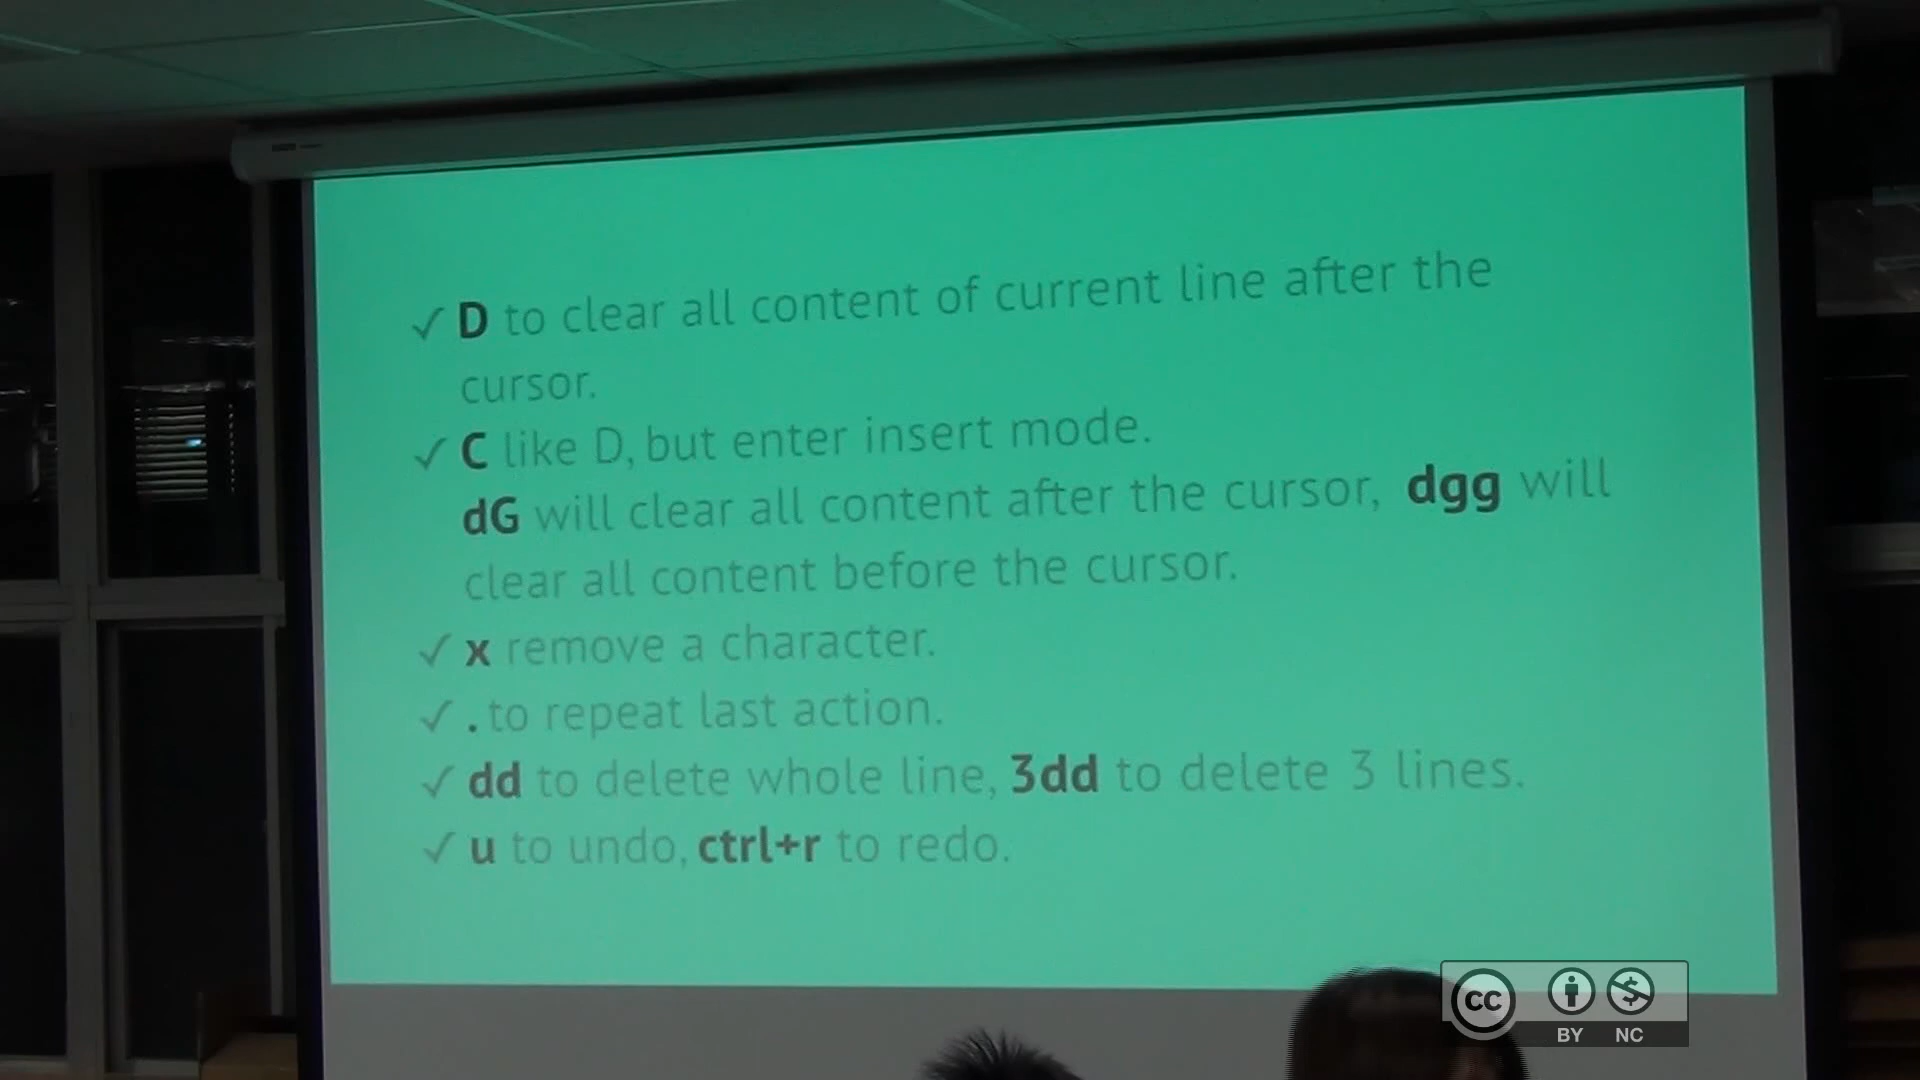 ✓ D to clear all content of current line after the
cursor.
✓ C like D, but enter insert mode.
dG will clear all content after the cursor, dgg will
clear all content before the cursor.
✓ x remove a character.
✓ . to repeat last action.
✓ dd to delete whole line, 3dd to delete 3 lines.
✓ u to undo, ctrl+r to redo.
cc
BY NC